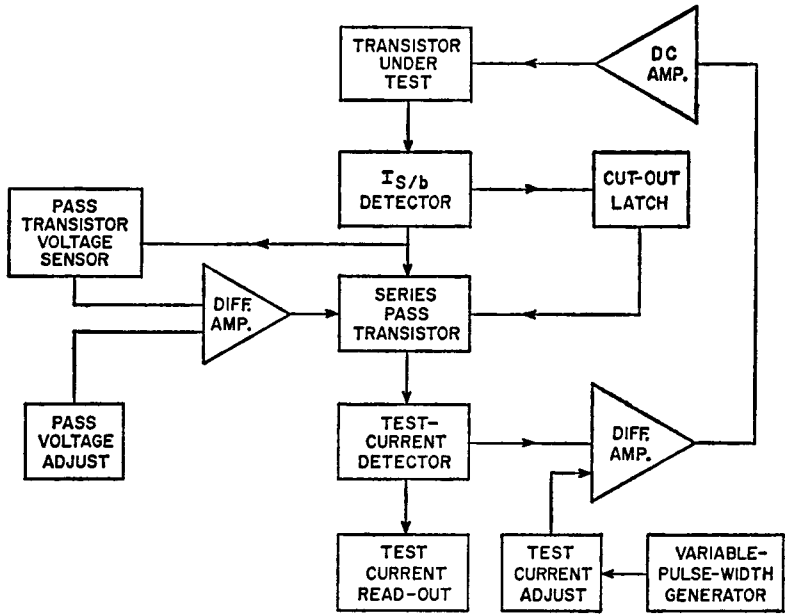 TRANSISTOR
UNDER
TEST
DC
AMP.
I S/b
DETECTOR
CUT-OUT
LATCH
PASS
TRANSISTOR
VOLTAGE
SENSOR
DIFF.
AMP.
SERIES
PASS
TRANSISTOR
PASS
VOLTAGE
ADJUST
TEST-
CURRENT
DETECTOR
DIFF.
AMP.
TEST
CURRENT
READ-OUT
TEST
CURRENT ADJUST
VARIABLE-
PULSE-WIDTH
GENERATOR